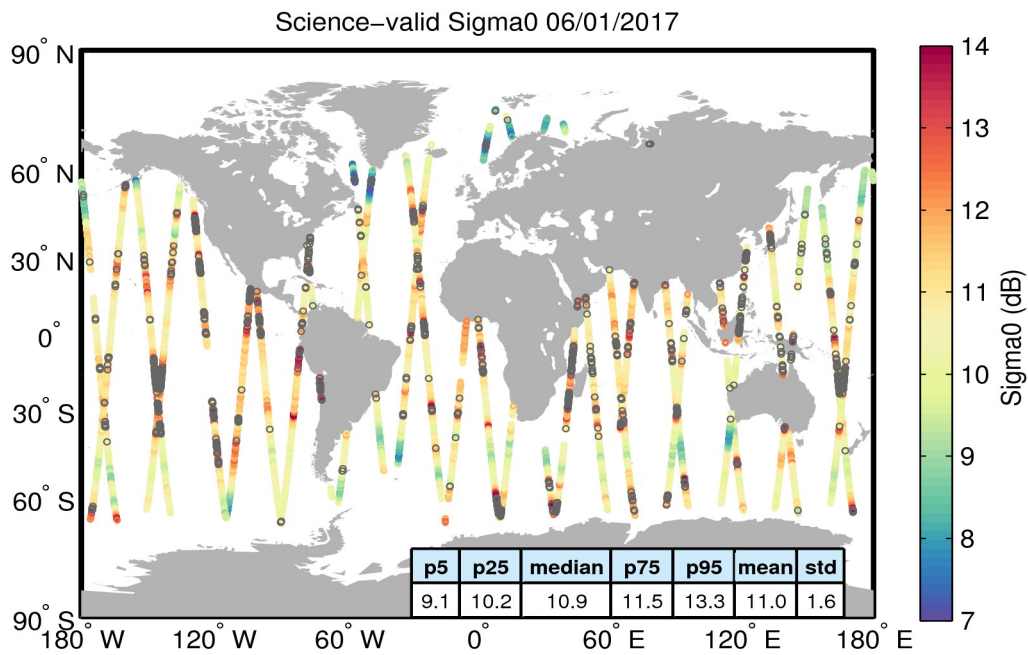 Science−valid Sigma0 06/01/2017
90° N
60° N
30° N
0°
30° S
60° S
90° S
180° W
120° W
60° W
0°
60° E
120° E
180° E
p5 p25 median p75 p95 mean std
9.1 10.2 10.9 11.5 13.3 11.0 1.6
14
13
12
11
10
9
8
7
Sigma0 (dB)